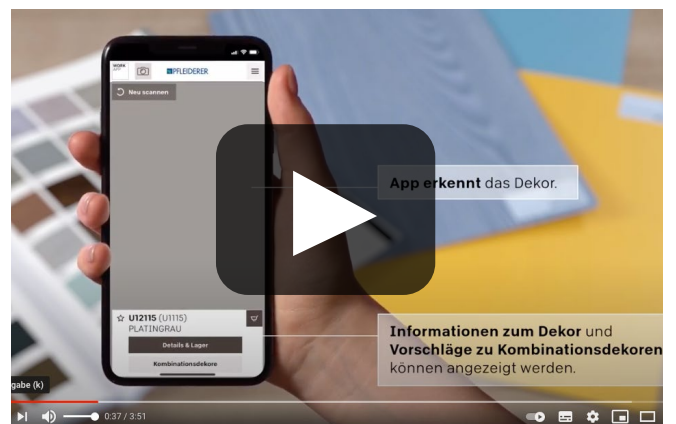 WORK
APP
PFLEIDERER
Neu scannen
App erkennt das Dekor.
U12115 (U1115)
PLATINGRAU
Details & Lager
Kombinationsdekore
Informationen zum Dekor und
Vorschläge zu Kombinationsdekoren
können angezeigt werden.
gabe (k)
0:37 / 3:51